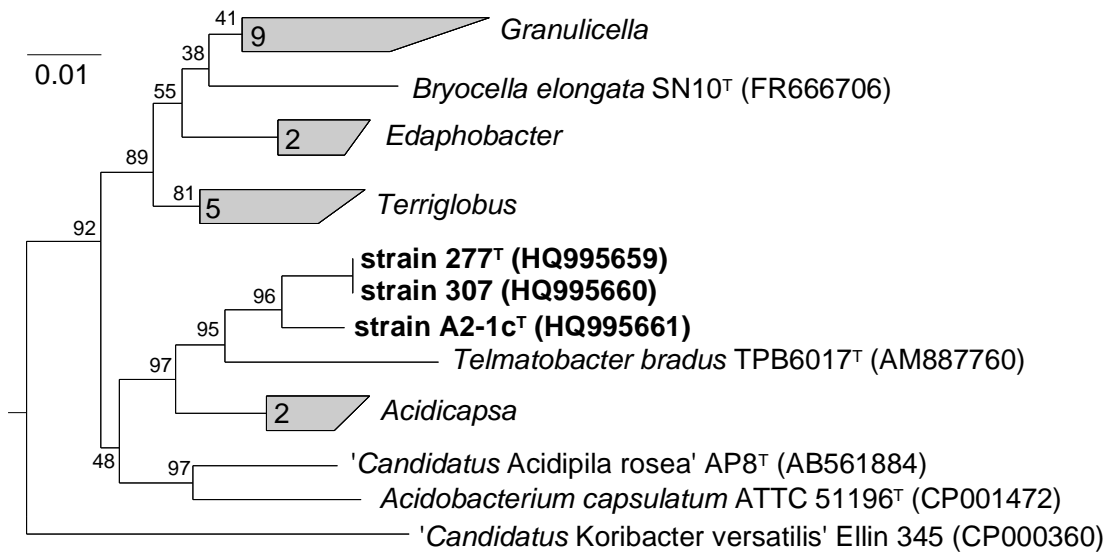 41
9
Granulicella
0.01
38
Bryocella elongata SN10ᵀ (FR666706)
55
2
Edaphobacter
89
81
5
Terriglobus
92
strain 277ᵀ (HQ995659)
strain 307 (HQ995660)
96
strain A2-1cᵀ (HQ995661)
95
Telmatobacter bradus TPB6017ᵀ (AM887760)
97
2
Acidicapsa
48
97
'Candidatus Acidipila rosea' AP8ᵀ (AB561884)
Acidobacterium capsulatum ATTC 51196ᵀ (CP001472)
'Candidatus Koribacter versatilis' Ellin 345 (CP000360)